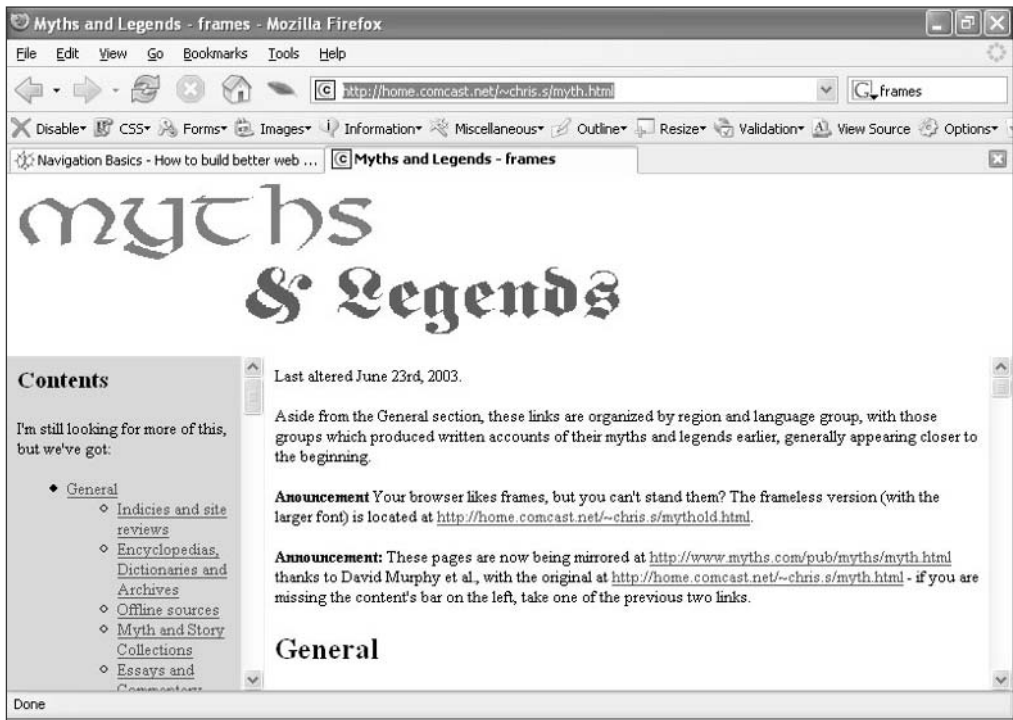 Myths and Legends - frames - Mozilla Firefox
File Edit View Go Bookmarks Tools Help
http://home.comcast.net/~chris.s/myth.html
G frames
Disable CSS Forms Images Information Miscellaneous Outline Resize Validation View Source Options
Navigation Basics - How to build better web ... Myths and Legends - frames
myths
& Legends
Contents
I'm still looking for more of this,
but we've got:
General
Indicies and site
reviews
Encyclopedias,
Dictionaries and
Archives
Offline sources
Myth and Story
Collections
Essays and
Commentary
Last altered June 23rd, 2003.
Aside from the General section, these links are organized by region and language group, with those
groups which produced written accounts of their myths and legends earlier, generally appearing closer to
the beginning.
Anouncement Your browser likes frames, but you can't stand them? The frameless version (with the
larger font) is located at http://home.comcast.net/~chris.s/mythold.html.
Announcement: These pages are now being mirrored at http://www.myths.com/pub/myths/myth.html
thanks to David Murphy et al., with the original at http://home.comcast.net/~chris.s/myth.html - if you are
missing the content's bar on the left, take one of the previous two links.
General
Done